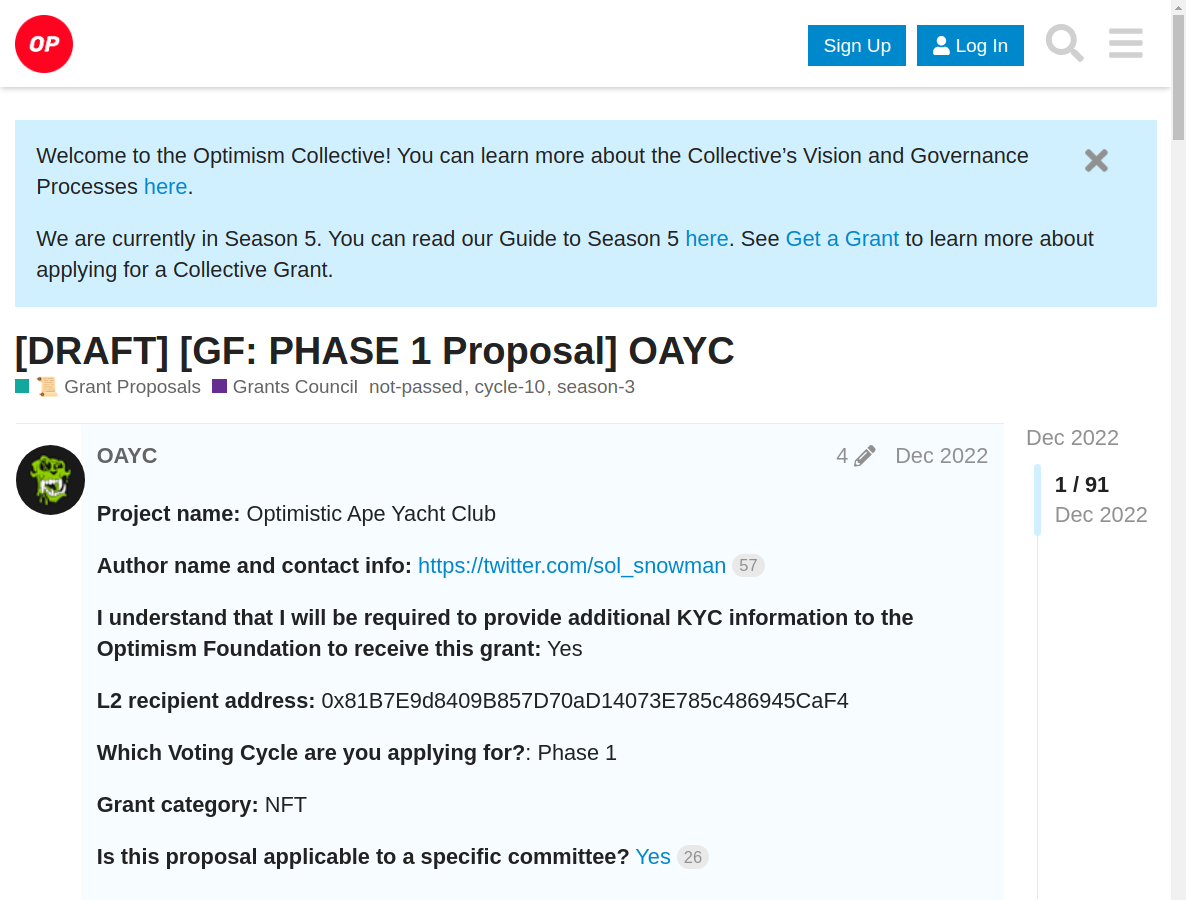 OP
Sign Up
Log In
Welcome to the Optimism Collective! You can learn more about the Collective’s Vision and Governance
Processes here.
We are currently in Season 5. You can read our Guide to Season 5 here. See Get a Grant to learn more about
applying for a Collective Grant.
[DRAFT] [GF: PHASE 1 Proposal] OAYC
Grant Proposals Grants Council not-passed, cycle-10, season-3
OAYC 4 Dec 2022
Dec 2022
1 / 91
Dec 2022
Project name: Optimistic Ape Yacht Club
Author name and contact info: https://twitter.com/sol_snowman 57
I understand that I will be required to provide additional KYC information to the
Optimism Foundation to receive this grant: Yes
L2 recipient address: 0x81B7E9d8409B857D70aD14073E785c486945CaF4
Which Voting Cycle are you applying for?: Phase 1
Grant category: NFT
Is this proposal applicable to a specific committee? Yes 26